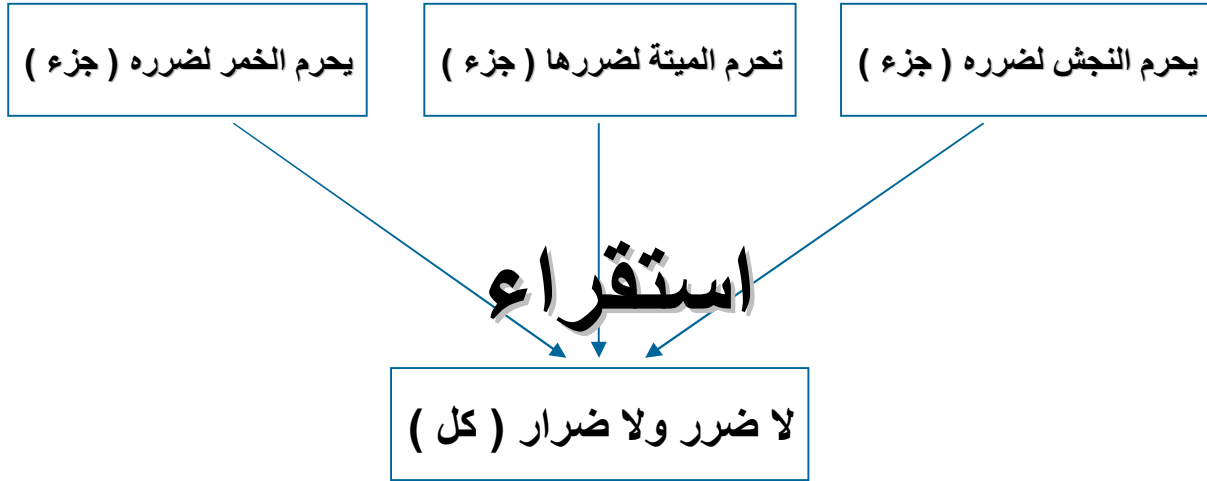 يحرم النجش لضرره ( جزء )
تحرم الميتة لضررها ( جزء )
يحرم الخمر لضرره ( جزء )
استقراء
لا ضرر ولا ضرار ( كل )